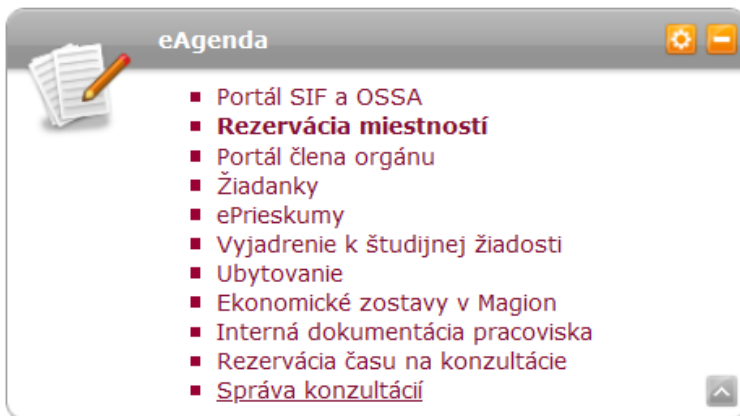 eAgenda
Portál SIF a OSSA
Rezervácia miestností
Portál člena orgánu
Žiadanky
ePrieskumy
Vyjadrenie k študijnej žiadosti
Ubytovanie
Ekonomické zostavy v Magion
Interná dokumentácia pracoviska
Rezervácia času na konzultácie
Správa konzultácií